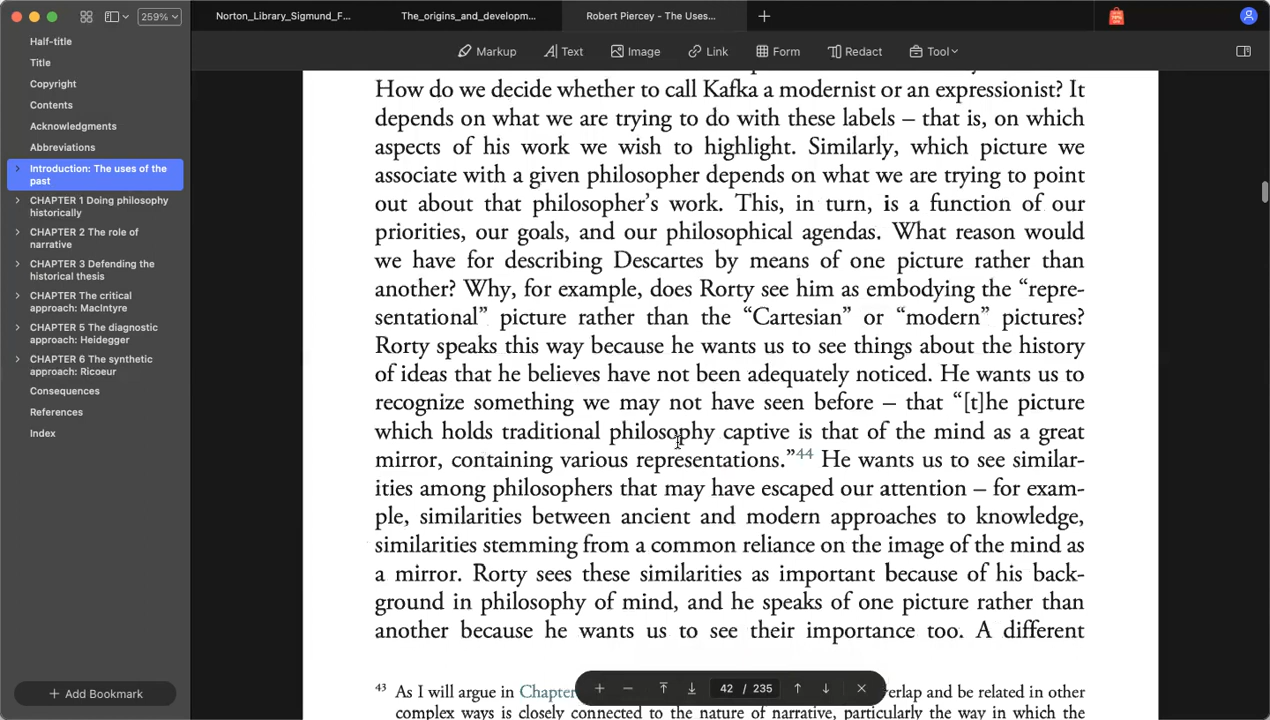 259%
Norton_Library_Sigmund_F...
The_origins_and_developm...
Robert Piercey - The Uses...
Markup
Text
Image
Link
Form
Redact
Tool
Half-title
Title
Copyright
Contents
Acknowledgments
Abbreviations
Introduction: The uses of the
past
CHAPTER 1 Doing philosophy
historically
CHAPTER 2 The role of
narrative
CHAPTER 3 Defending the
historical thesis
CHAPTER The critical
approach: MacIntyre
CHAPTER 5 The diagnostic
approach: Heidegger
CHAPTER 6 The synthetic
approach: Ricoeur
Consequences
References
Index
Add Bookmark
How do we decide whether to call Kafka a modernist or an expressionist? It
depends on what we are trying to do with these labels – that is, on which
aspects of his work we wish to highlight. Similarly, which picture we
associate with a given philosopher depends on what we are trying to point
out about that philosopher’s work. This, in turn, is a function of our
priorities, our goals, and our philosophical agendas. What reason would
we have for describing Descartes by means of one picture rather than
another? Why, for example, does Rorty see him as embodying the “repre-
sentational” picture rather than the “Cartesian” or “modern” pictures?
Rorty speaks this way because he wants us to see things about the history
of ideas that he believes have not been adequately noticed. He wants us to
recognize something we may not have seen before – that “[t]he picture
which holds traditional philosophy captive is that of the mind as a great
mirror, containing various representations.”44 He wants us to see similar-
ities among philosophers that may have escaped our attention – for exam-
ple, similarities between ancient and modern approaches to knowledge,
similarities stemming from a common reliance on the image of the mind as
a mirror. Rorty sees these similarities as important because of his back-
ground in philosophy of mind, and he speaks of one picture rather than
another because he wants us to see their importance too. A different
43 As I will argue in Chapter erlap and be related in other
complex ways is closely connected to the nature of narrative, particularly the way in which the
42 / 235